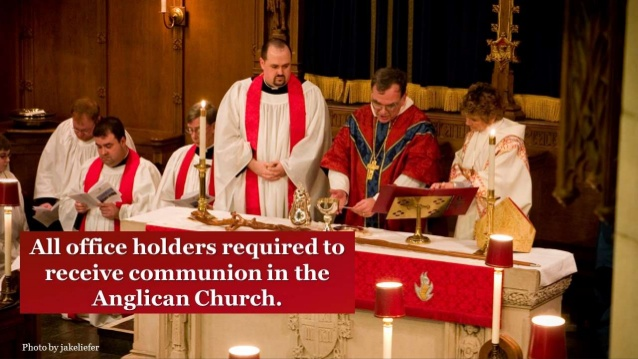 All office holders required to
receive communion in the
Anglican Church.
Photo by jakeliefer